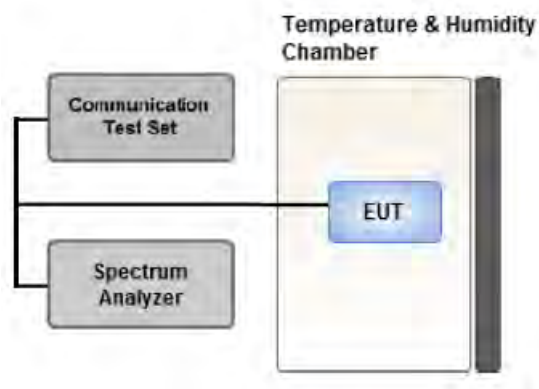 Temperature & Humidity
Chamber
Communication
Test Set
EUT
Spectrum
Analyzer